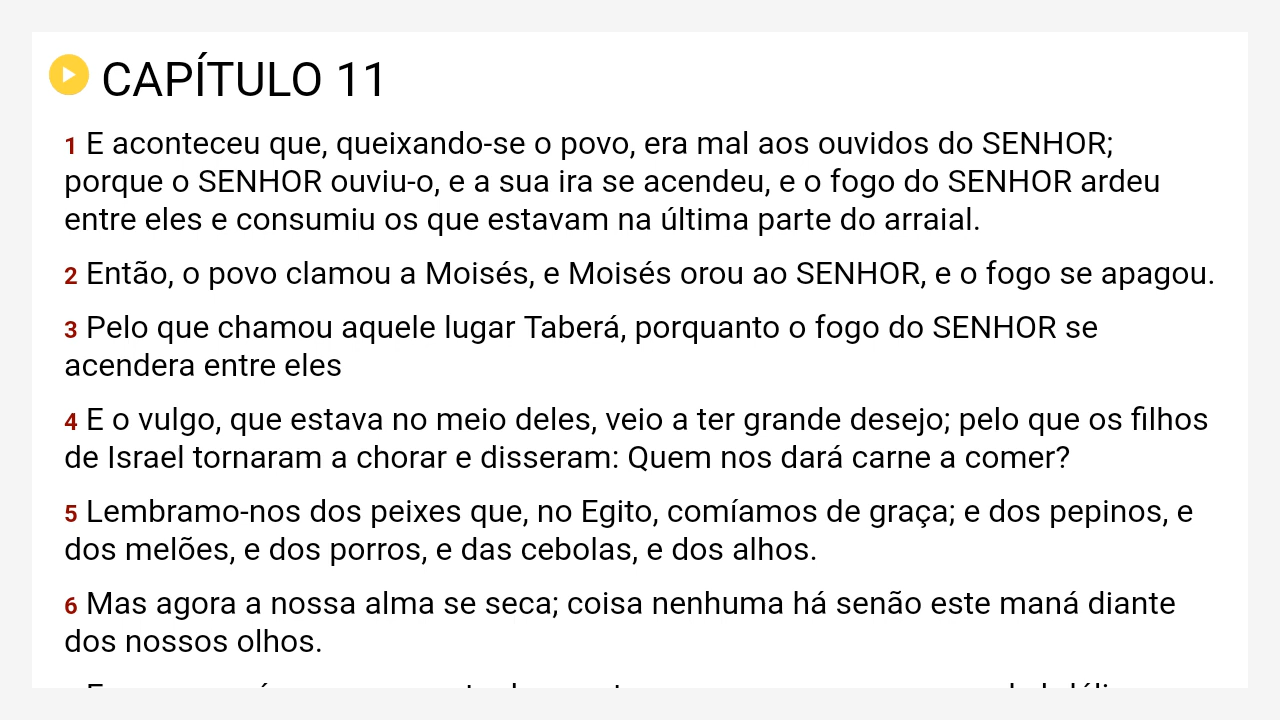 CAPÍTULO 11
1 E aconteceu que, queixando-se o povo, era mal aos ouvidos do SENHOR;
porque o SENHOR ouviu-o, e a sua ira se acendeu, e o fogo do SENHOR ardeu
entre eles e consumiu os que estavam na última parte do arraial.
2 Então, o povo clamou a Moisés, e Moisés orou ao SENHOR, e o fogo se apagou.
3 Pelo que chamou aquele lugar Taberá, porquanto o fogo do SENHOR se
acendera entre eles
4 E o vulgo, que estava no meio deles, veio a ter grande desejo; pelo que os filhos
de Israel tornaram a chorar e disseram: Quem nos dará carne a comer?
5 Lembramo-nos dos peixes que, no Egito, comíamos de graça; e dos pepinos, e
dos melões, e dos porros, e das cebolas, e dos alhos.
6 Mas agora a nossa alma se seca; coisa nenhuma há senão este maná diante
dos nossos olhos.